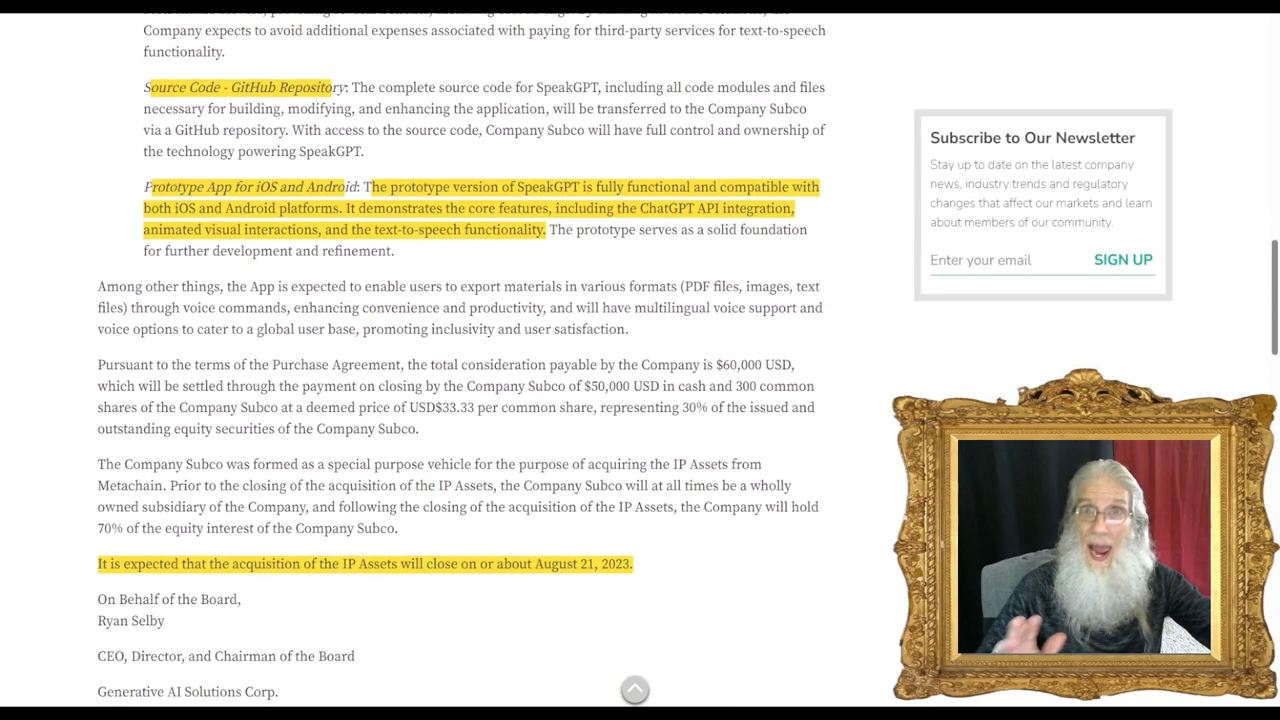 Company expects to avoid additional expenses associated with paying for third-party services for text-to-speech
functionality.
Source Code - GitHub Repository: The complete source code for SpeakGPT, including all code modules and files
necessary for building, modifying, and enhancing the application, will be transferred to the Company Subco
via a GitHub repository. With access to the source code, Company Subco will have full control and ownership of
the technology powering SpeakGPT.
Prototype App for iOS and Android: The prototype version of SpeakGPT is fully functional and compatible with
both iOS and Android platforms. It demonstrates the core features, including the ChatGPT API integration,
animated visual interactions, and the text-to-speech functionality. The prototype serves as a solid foundation
for further development and refinement.
Among other things, the App is expected to enable users to export materials in various formats (PDF files, images, text
files) through voice commands, enhancing convenience and productivity, and will have multilingual voice support and
voice options to cater to a global user base, promoting inclusivity and user satisfaction.
Pursuant to the terms of the Purchase Agreement, the total consideration payable by the Company is $60,000 USD,
which will be settled through the payment on closing by the Company Subco of $50,000 USD in cash and 300 common
shares of the Company Subco at a deemed price of USD$33.33 per common share, representing 30% of the issued and
outstanding equity securities of the Company Subco.
The Company Subco was formed as a special purpose vehicle for the purpose of acquiring the IP Assets from
Metachain. Prior to the closing of the acquisition of the IP Assets, the Company Subco will at all times be a wholly
owned subsidiary of the Company, and following the closing of the acquisition of the IP Assets, the Company will hold
70% of the equity interest of the Company Subco.
It is expected that the acquisition of the IP Assets will close on or about August 21, 2023.
On Behalf of the Board,
Ryan Selby
CEO, Director, and Chairman of the Board
Generative AI Solutions Corp.
Subscribe to Our Newsletter
Stay up to date on the latest company
news, industry trends and regulatory
changes that affect our markets and learn
about members of our community.
Enter your email SIGN UP